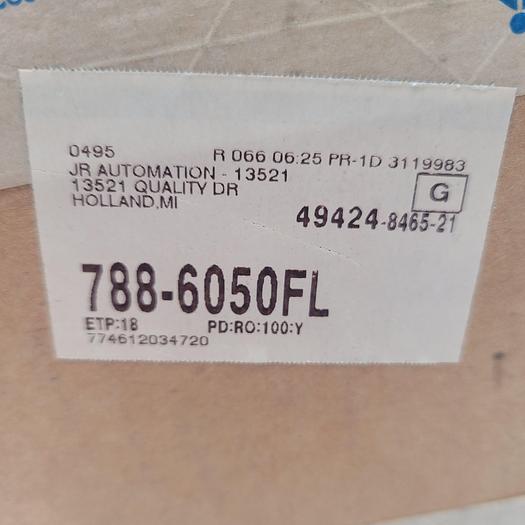 0495 R 066 06:25 PR-1D 3119983
JR AUTOMATION - 13521
13521 QUALITY DR
HOLLAND,MI
G
49424-8465-21
788-6050FL
ETP:18 PD:RO:100:Y
774612034720